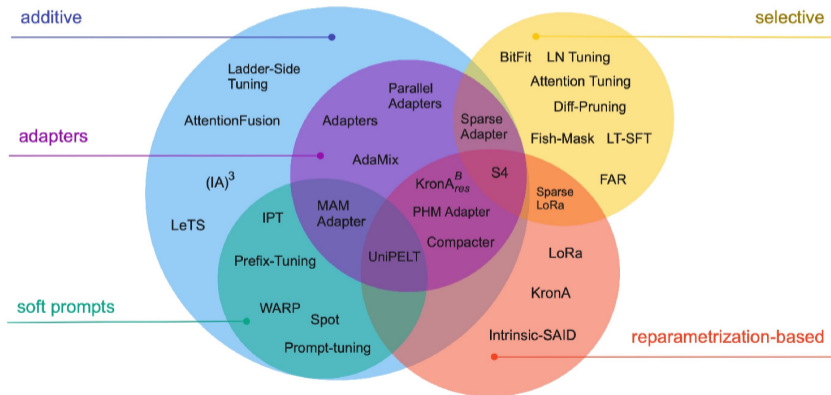 additive
selective
BitFit LN Tuning
Ladder-Side
Tuning
Attention Tuning
Parallel
Adapters
Diff-Pruning
AttentionFusion
Adapters
Sparse
Adapter
adapters
Fish-Mask LT-SFT
AdaMix
(IA)³
KronA^B_res
S4
FAR
Sparse
LoRa
MAM
Adapter
IPT
PHM Adapter
LeTS
Compacter
UniPELT
LoRa
Prefix-Tuning
KronA
soft prompts
WARP
Spot
Intrinsic-SAID
reparametrization-based
Prompt-tuning